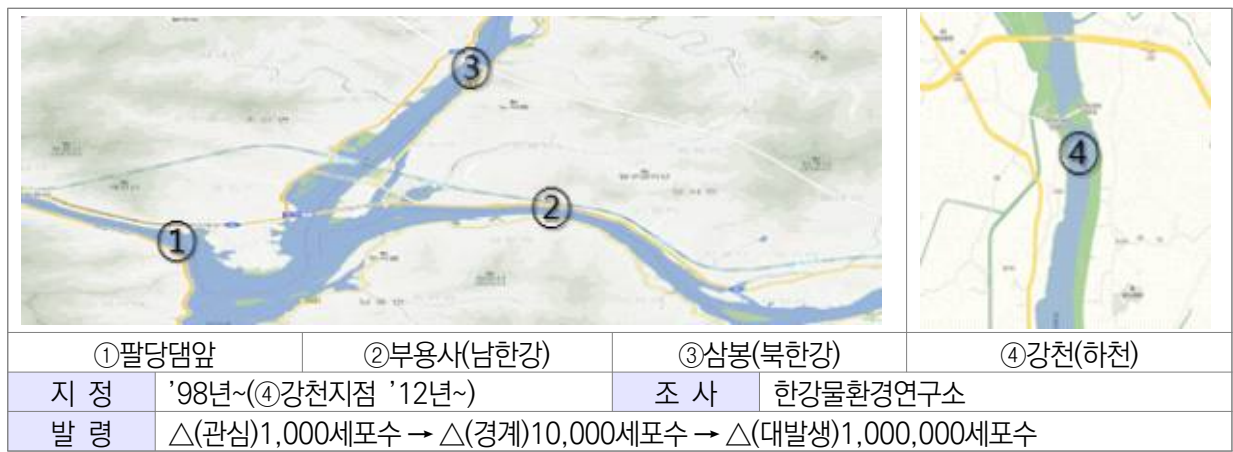 ③
①
②
④
①팔당댐앞 ②부용사(남한강) ③삼봉(북한강) ④강천(하천)
지 정 ’98년~(④강천지점 ’12년~) 조 사 한강물환경연구소
발 령 △(관심)1,000세포수 → △(경계)10,000세포수 → △(대발생)1,000,000세포수